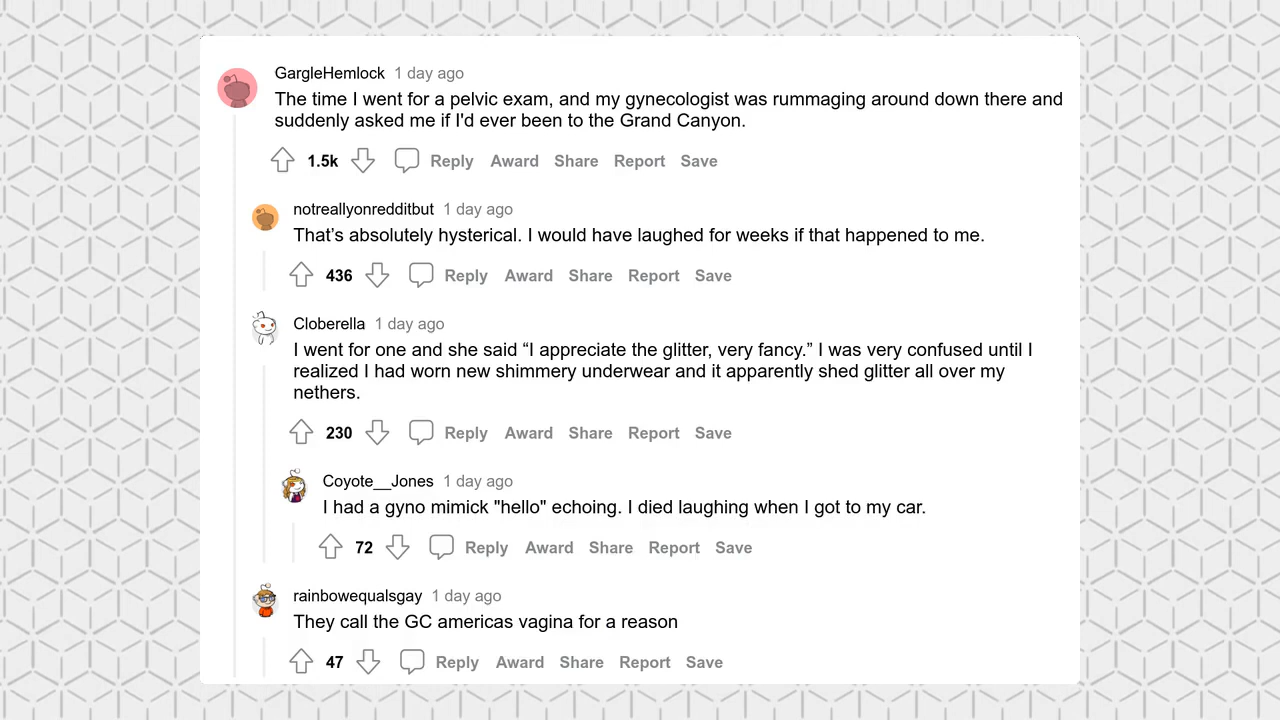 GargleHemlock 1 day ago
The time I went for a pelvic exam, and my gynecologist was rummaging around down there and
suddenly asked me if I'd ever been to the Grand Canyon.
1.5k Reply Award Share Report Save
notreallyonredditbut 1 day ago
That’s absolutely hysterical. I would have laughed for weeks if that happened to me.
436 Reply Award Share Report Save
Cloberella 1 day ago
I went for one and she said “I appreciate the glitter, very fancy.” I was very confused until I
realized I had worn new shimmery underwear and it apparently shed glitter all over my
nethers.
230 Reply Award Share Report Save
Coyote__Jones 1 day ago
I had a gyno mimick "hello" echoing. I died laughing when I got to my car.
72 Reply Award Share Report Save
rainbowequalsgay 1 day ago
They call the GC americas vagina for a reason
47 Reply Award Share Report Save